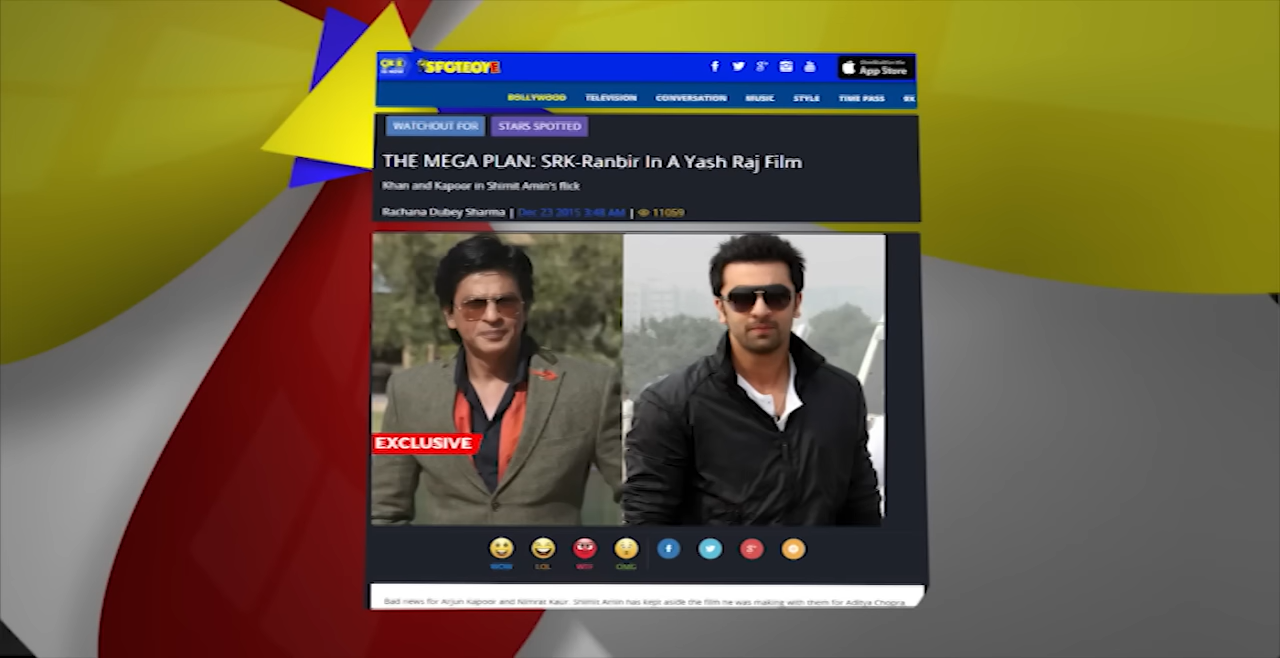 App Store
BOLLYWOOD TELEVISION CONVERSATION MUSIC STYLE TIME PASS 9X
WATCHOUT FOR STARS SPOTTED
THE MEGA PLAN: SRK-Ranbir In A Yash Raj Film
Khan and Kapoor in Shimit Amin's flick
Rachana Dubey Sharma | Dec 23 2015 3:48 AM | 11059
EXCLUSIVE
WOW LOL WTF OMG
Bad news for Arjun Kapoor and Nimrat Kaur. Shimit Amin has kept aside the film he was making with them for Aditya Chopra.